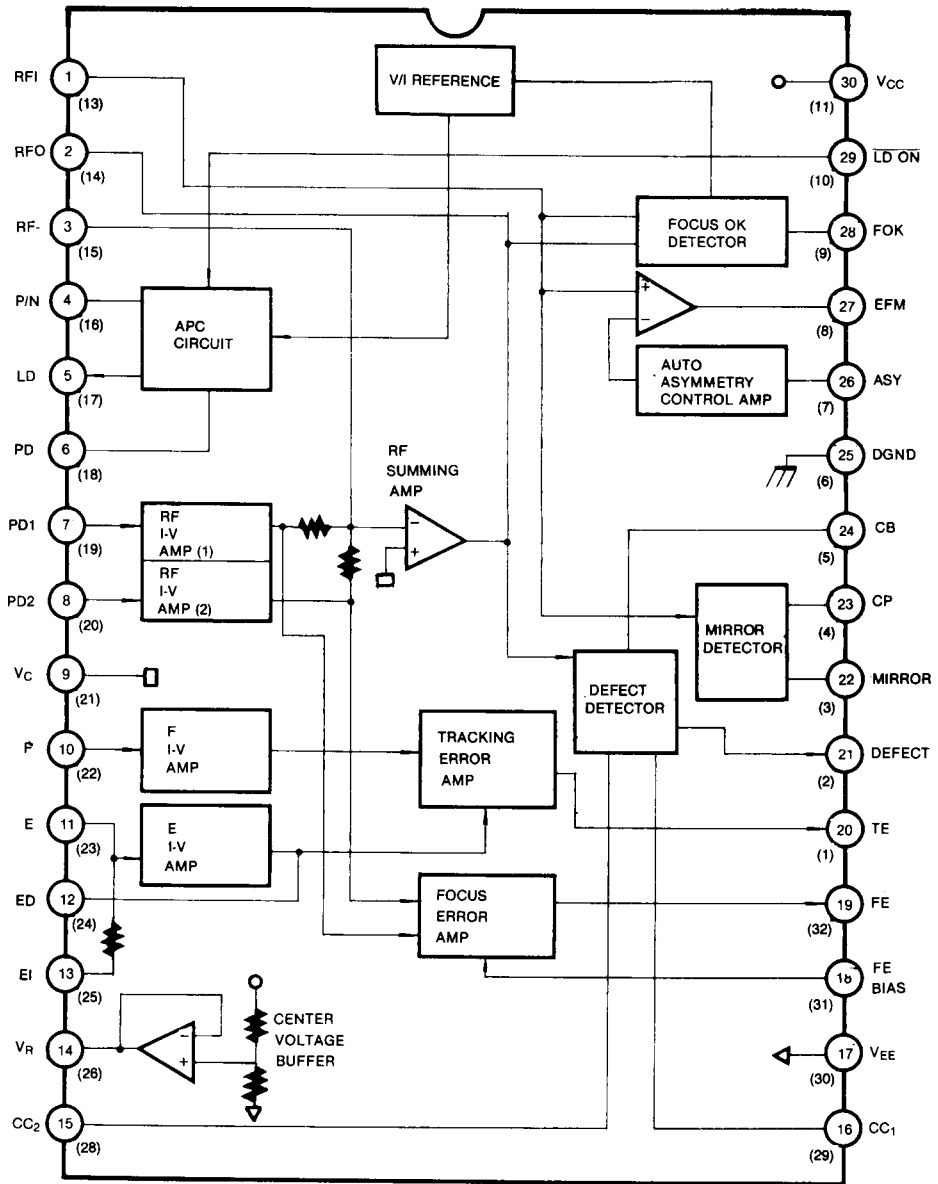 RFI 1 (13)
RFO 2 (14)
RF- 3 (15)
P/N 4 (16)
LD 5 (17)
PD 6 (18)
PD1 7 (19)
PD2 8 (20)
VC 9 (21)
F 10 (22)
E 11 (23)
ED 12 (24)
EI 13 (25)
VR 14 (26)
CC2 15 (28)
V/I REFERENCE
APC
CIRCUIT
RF
I-V
AMP (1)
RF
I-V
AMP (2)
RF
SUMMING
AMP
- +
F
I-V
AMP
E
I-V
AMP
TRACKING
ERROR
AMP
FOCUS
ERROR
AMP
- +
CENTER
VOLTAGE
BUFFER
FOCUS OK
DETECTOR
+ -
AUTO
ASYMMETRY
CONTROL AMP
MIRROR
DETECTOR
DEFECT
DETECTOR
30 VCC (11)
29 LD ON (10)
28 FOK (9)
27 EFM (8)
26 ASY (7)
25 DGND (6)
24 CB (5)
23 CP (4)
22 MIRROR (3)
21 DEFECT (2)
20 TE (1)
19 FE (32)
18 FE BIAS (31)
17 VEE (30)
16 CC1 (29)